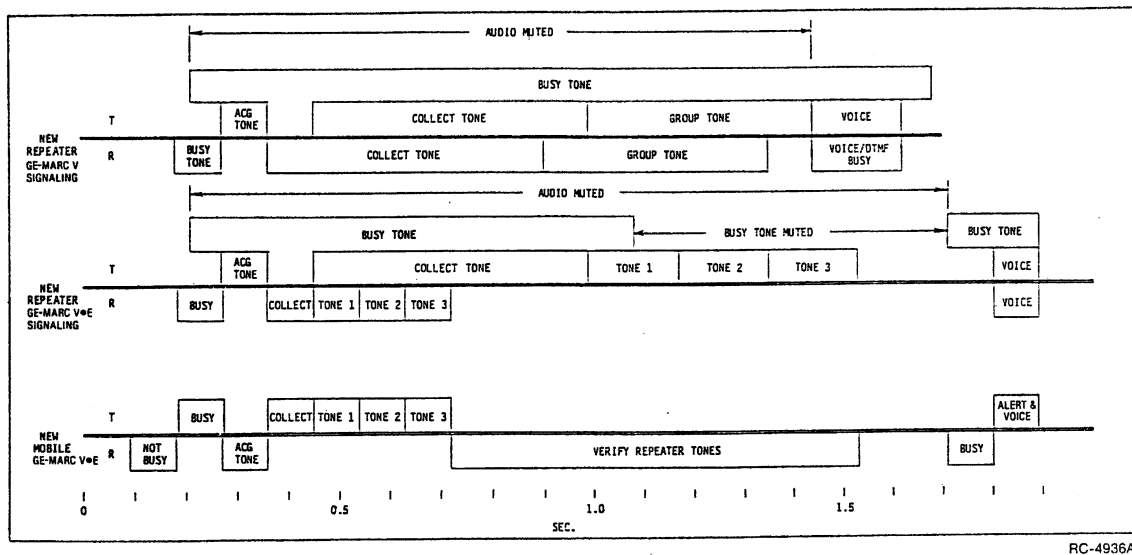 AUDIO MUTED
BUSY TONE
T
ACG TONE
COLLECT TONE
GROUP TONE
VOICE
NEW REPEATER GE-MARC V SIGNALING
R
BUSY TONE
COLLECT TONE
GROUP TONE
VOICE/DTMF BUSY
AUDIO MUTED
BUSY TONE
BUSY TONE MUTED
BUSY TONE
T
ACG TONE
COLLECT TONE
TONE 1
TONE 2
TONE 3
VOICE
NEW REPEATER GE-MARC V●E SIGNALING
R
BUSY
COLLECT
TONE 1
TONE 2
TONE 3
VOICE
T
BUSY
COLLECT
TONE 1
TONE 2
TONE 3
ALERT & VOICE
NEW MOBILE GE-MARC V●E
R
NOT BUSY
ACG TONE
VERIFY REPEATER TONES
BUSY
0
0.5
1.0
1.5
SEC.
RC-4936A